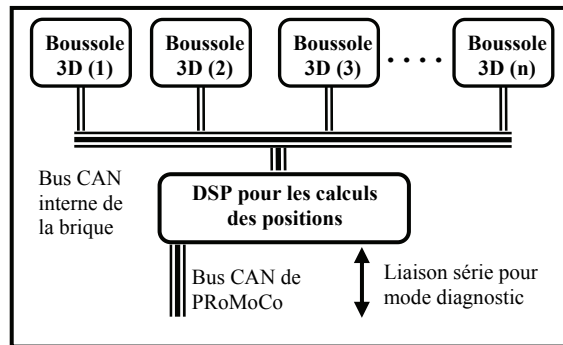 Boussole
3D (1)
Boussole
3D (2)
Boussole
3D (3)
. . . .
Boussole
3D (n)
Bus CAN
interne de
la brique
DSP pour les calculs
des positions
Bus CAN de
PRoMoCo
Liaison série pour
mode diagnostic